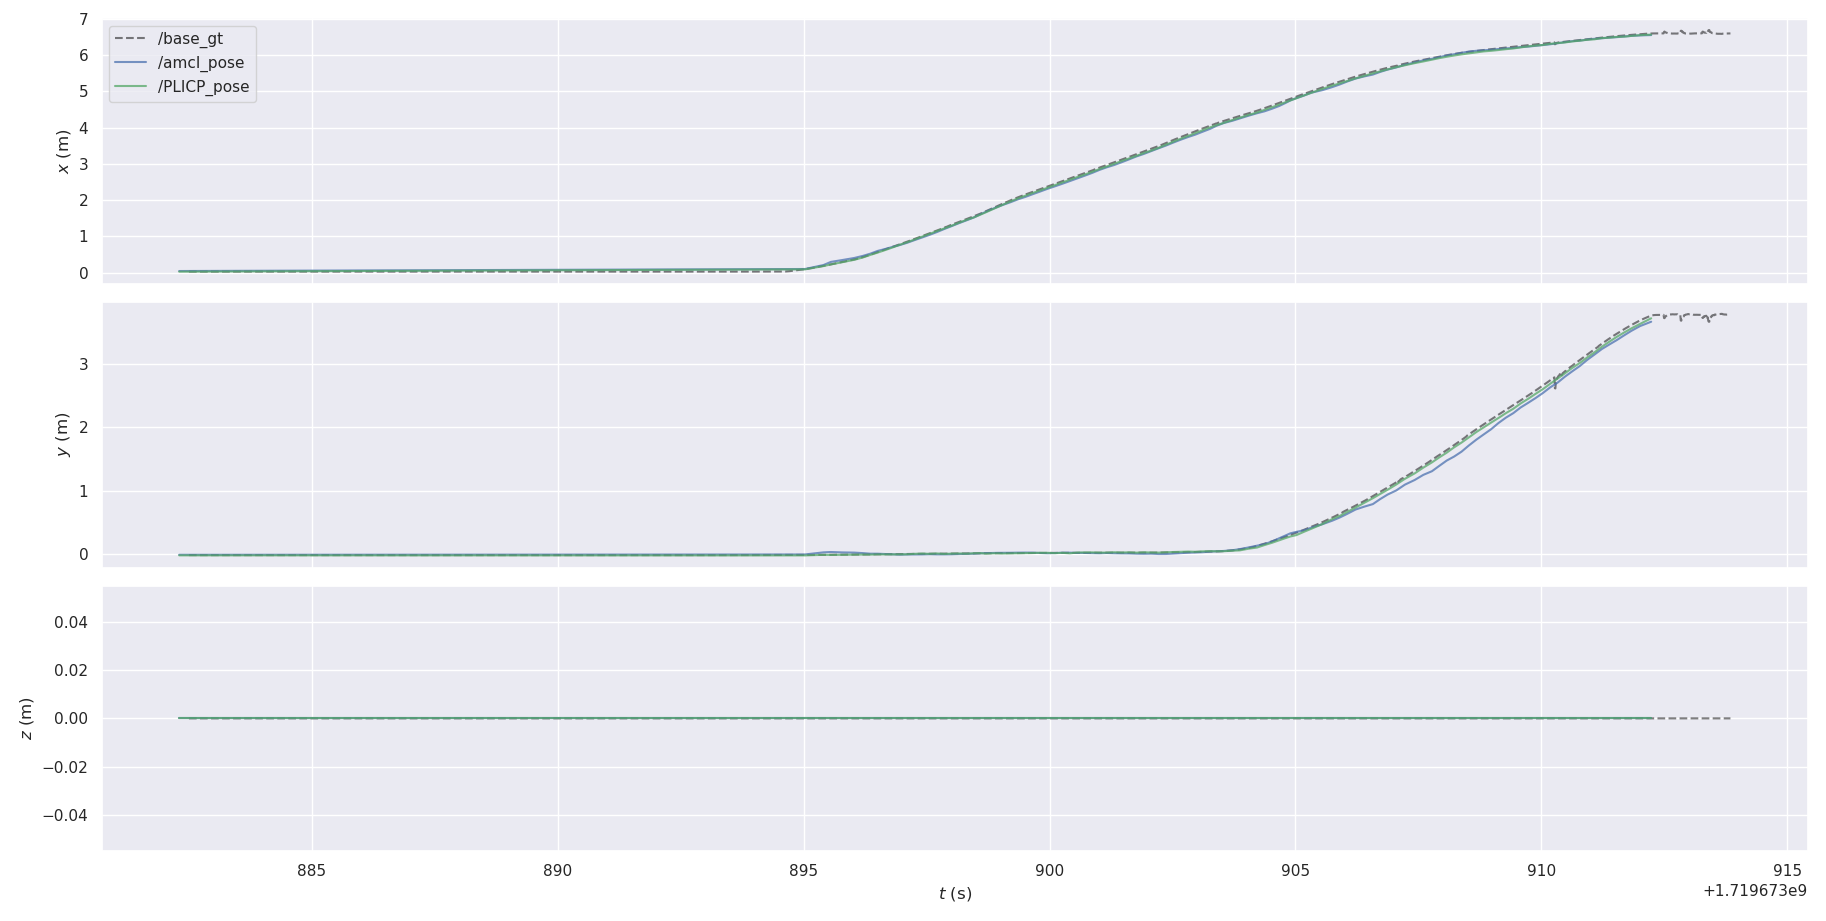 7
6
5
4
3
2
1
0
x (m)
/base_gt
/amcl_pose
/PLICP_pose
3
2
1
0
y (m)
0.04
0.02
0.00
−0.02
−0.04
z (m)
885 890 895 900 905 910 915
t (s)
+1.719673e9